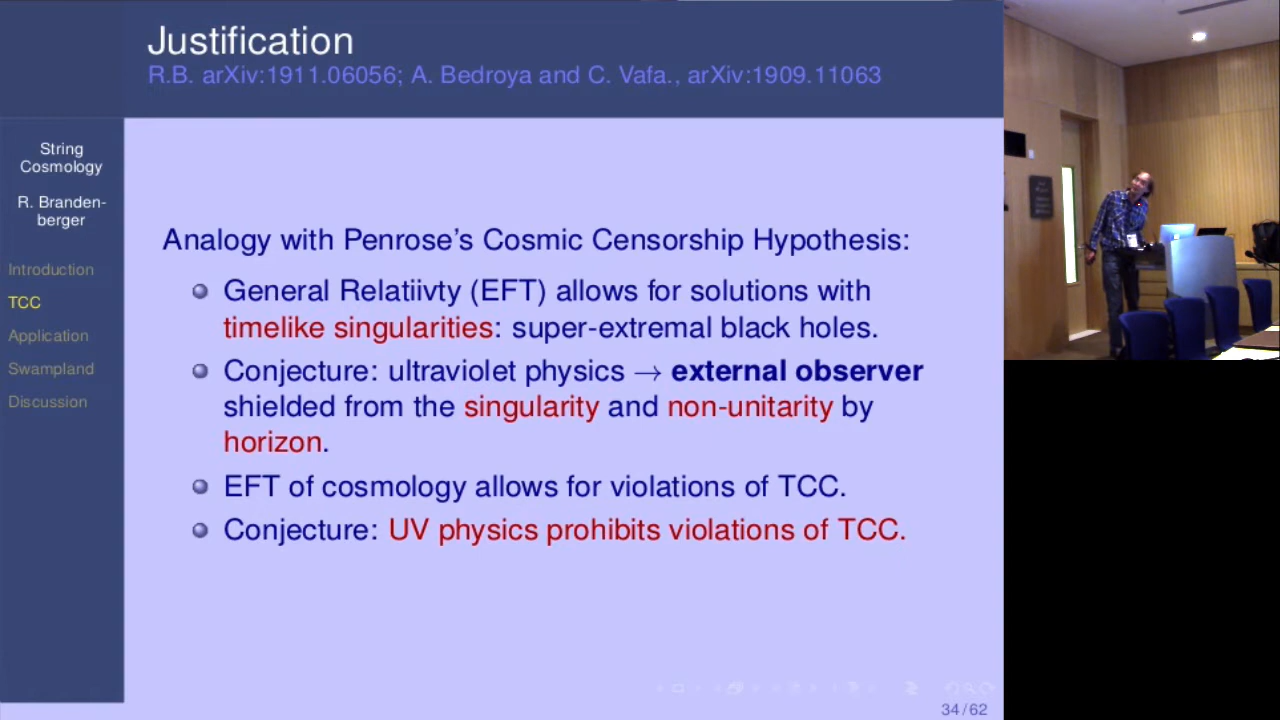 Justification
R.B. arXiv:1911.06056; A. Bedroya and C. Vafa., arXiv:1909.11063
String
Cosmology
R. Branden-
berger
Introduction
TCC
Application
Swampland
Discussion
Analogy with Penrose's Cosmic Censorship Hypothesis:
General Relatiivty (EFT) allows for solutions with
timelike singularities: super-extremal black holes.
Conjecture: ultraviolet physics → external observer
shielded from the singularity and non-unitarity by
horizon.
EFT of cosmology allows for violations of TCC.
Conjecture: UV physics prohibits violations of TCC.
34/62